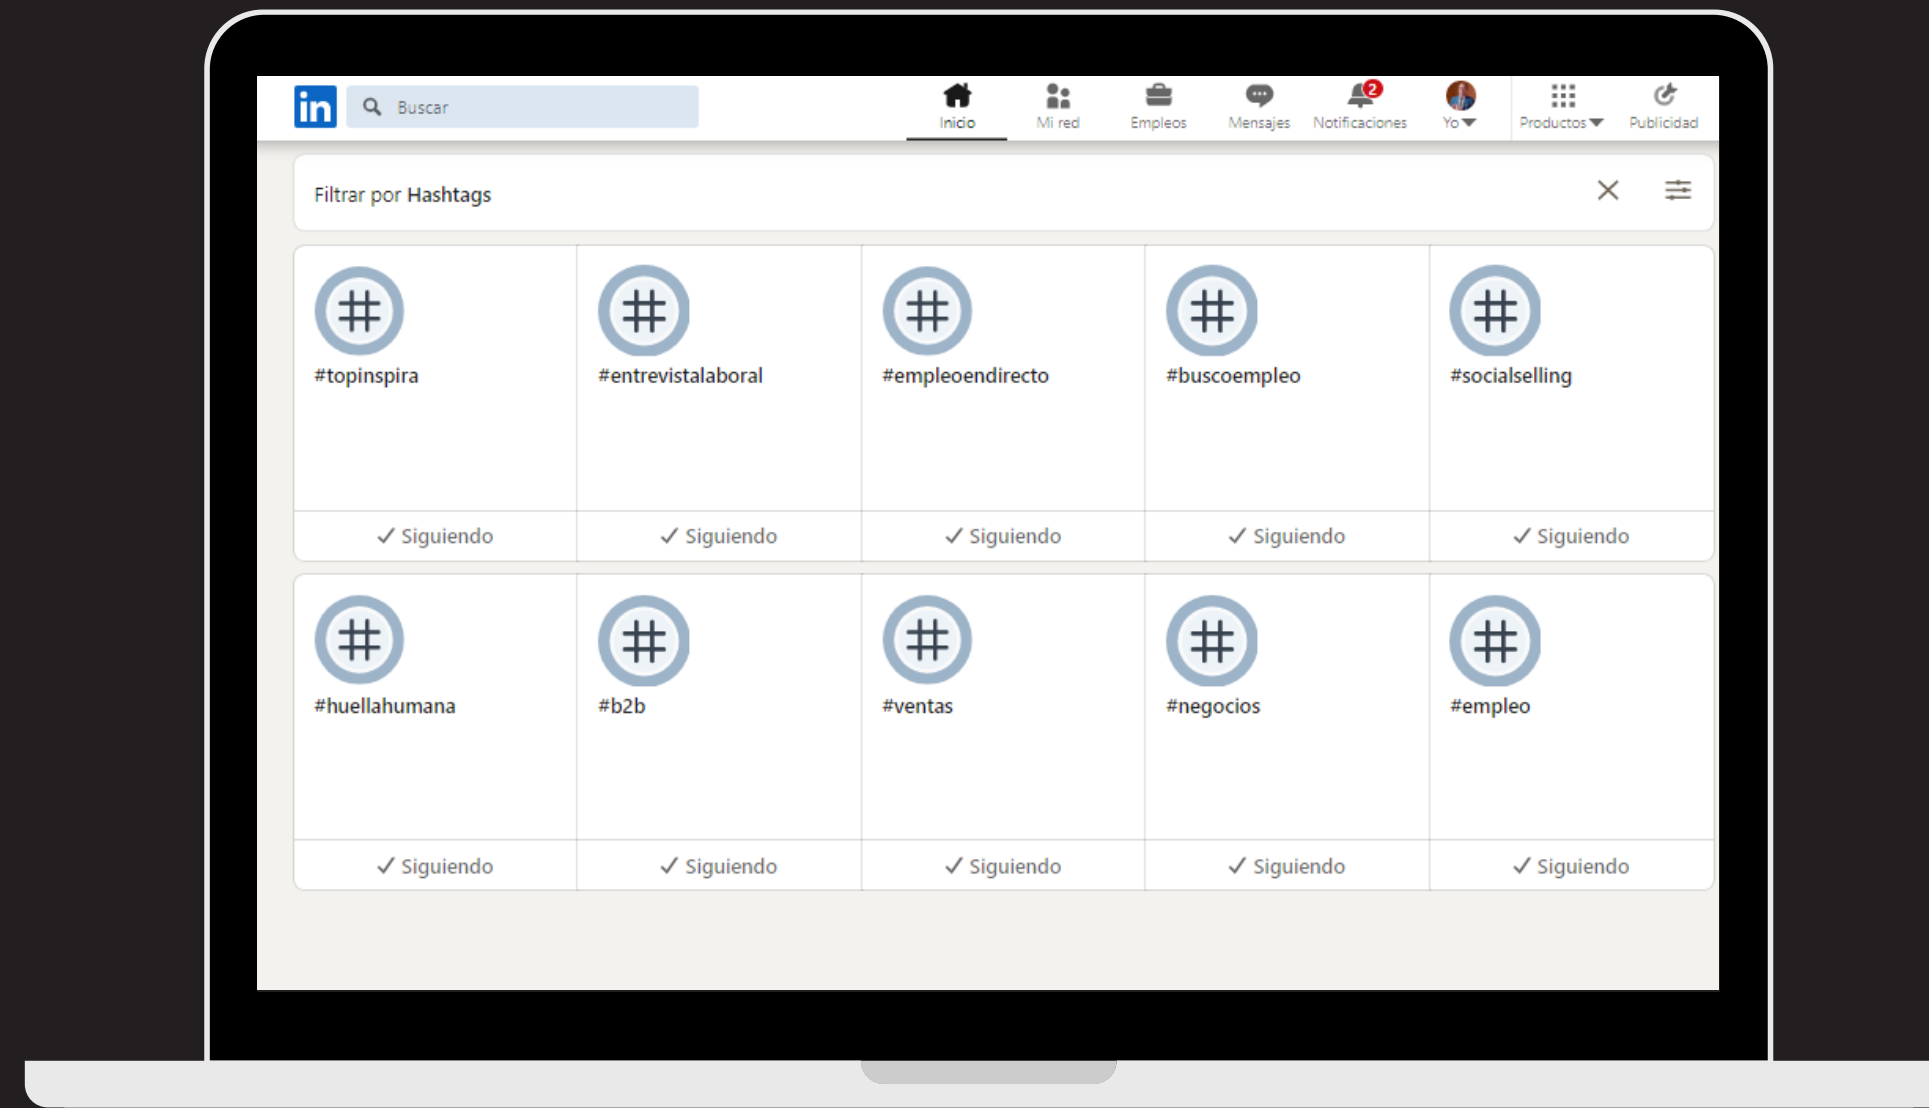 in
Buscar
Inicio
Mi red
Empleos
Mensajes
2
Notificaciones
Yo
Productos
Publicidad
Filtrar por Hashtags
#topinspira
#entrevistalaboral
#empleoendirecto
#buscoempleo
#socialselling
Siguiendo
Siguiendo
Siguiendo
Siguiendo
Siguiendo
#huellahumana
#b2b
#ventas
#negocios
#empleo
Siguiendo
Siguiendo
Siguiendo
Siguiendo
Siguiendo